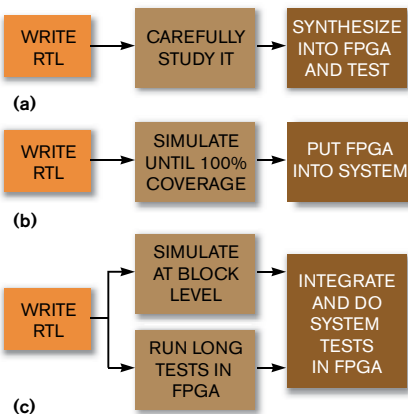 WRITE
RTL
CAREFULLY
STUDY IT
SYNTHESIZE
INTO FPGA
AND TEST
(a)
WRITE
RTL
SIMULATE
UNTIL 100%
COVERAGE
PUT FPGA
INTO SYSTEM
(b)
WRITE
RTL
SIMULATE
AT BLOCK
LEVEL
RUN LONG
TESTS IN
FPGA
INTEGRATE
AND DO
SYSTEM
TESTS
IN FPGA
(c)